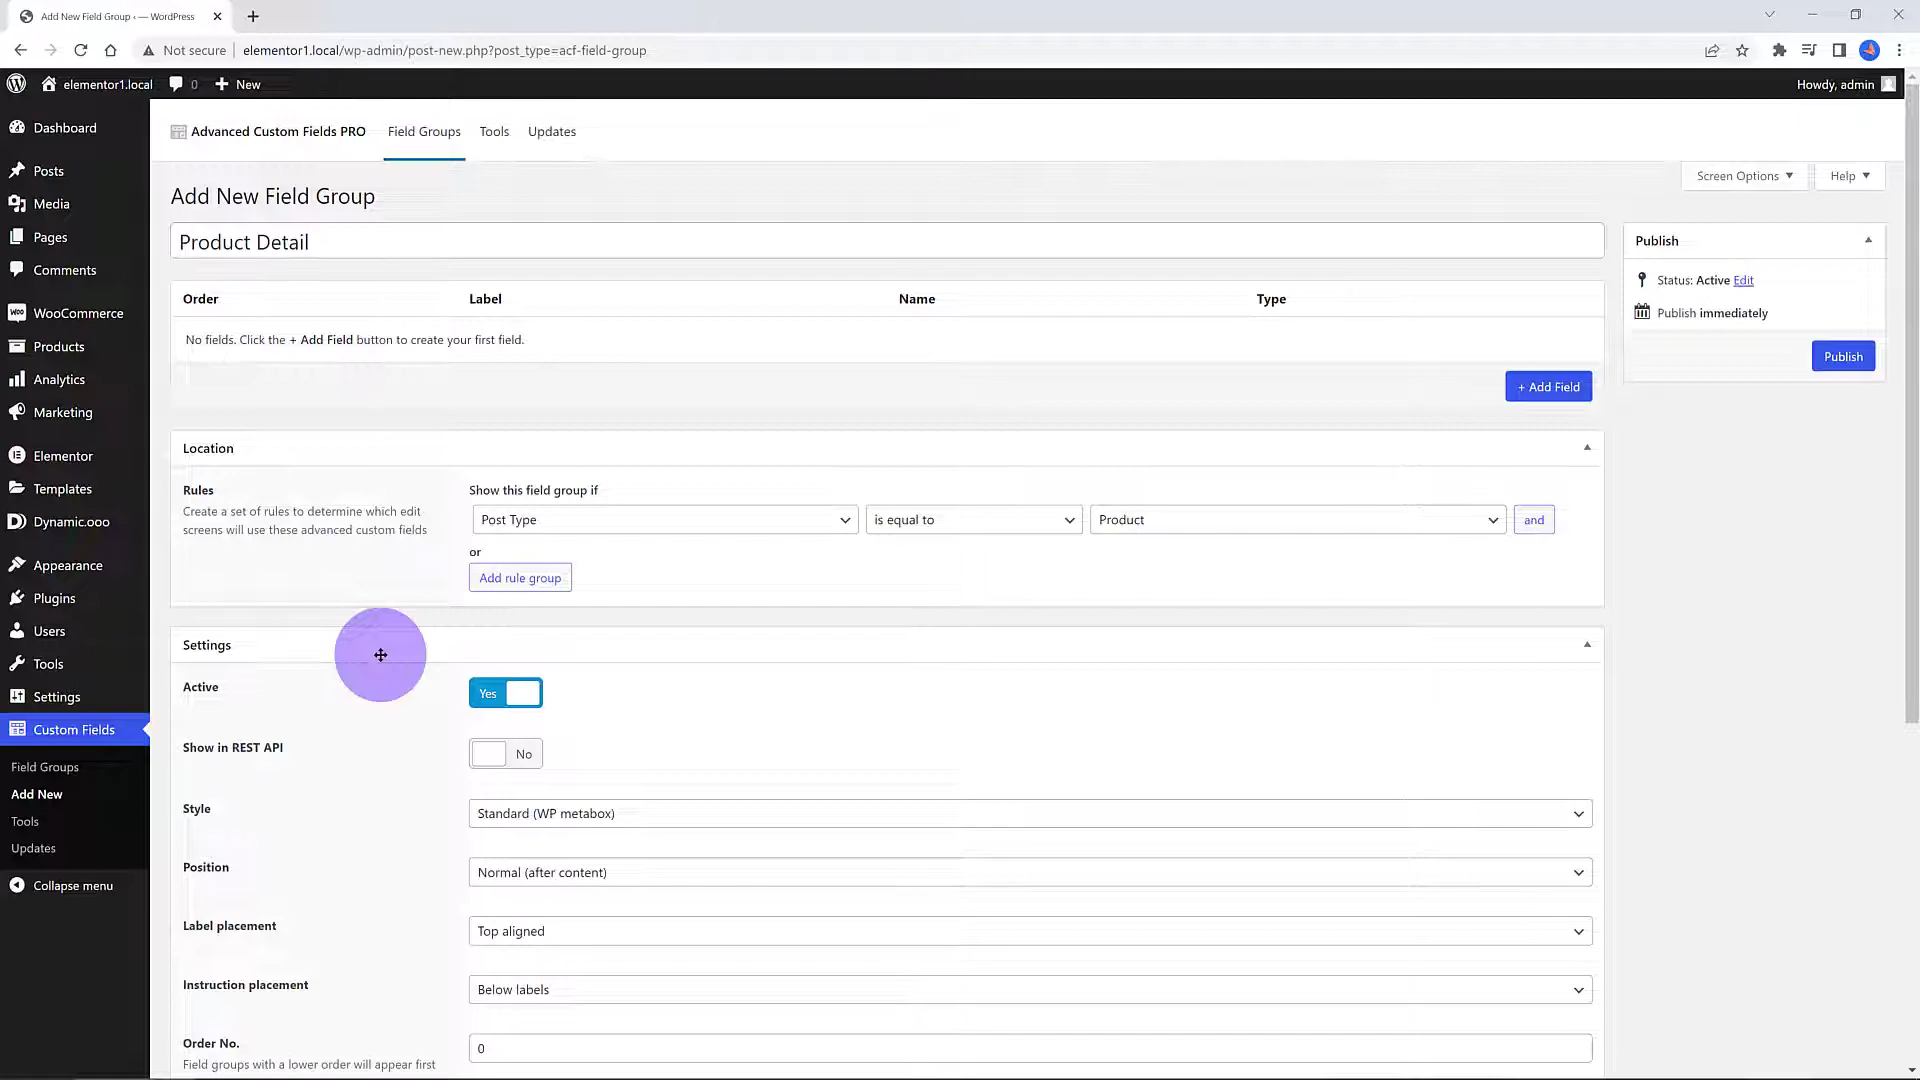 Add New Field Group ‹ — WordPress
Not secure
elementor1.local/wp-admin/post-new.php?post_type=acf-field-group
elementor1.local
0
New
Howdy, admin
Dashboard
Posts
Media
Pages
Comments
WooCommerce
Products
Analytics
Marketing
Elementor
Templates
Dynamic.ooo
Appearance
Plugins
Users
Tools
Settings
Custom Fields
Field Groups
Add New
Tools
Updates
Collapse menu
Advanced Custom Fields PRO
Field Groups
Tools
Updates
Screen Options
Help
Add New Field Group
Product Detail
Order
Label
Name
Type
No fields. Click the + Add Field button to create your first field.
+ Add Field
Publish
Status: Active Edit
Publish immediately
Publish
Location
Rules
Create a set of rules to determine which edit
screens will use these advanced custom fields
Show this field group if
Post Type
is equal to
Product
and
or
Add rule group
Settings
Active
Yes
Show in REST API
No
Style
Standard (WP metabox)
Position
Normal (after content)
Label placement
Top aligned
Instruction placement
Below labels
Order No.
Field groups with a lower order will appear first
0